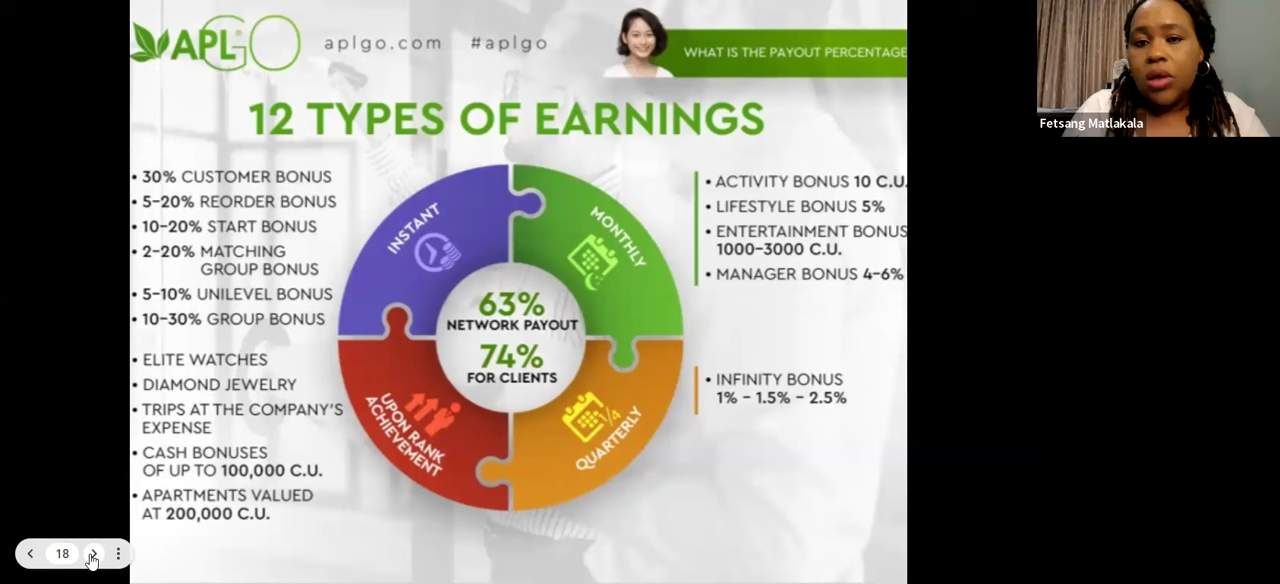 APLGO
aplgo.com #aplgo
WHAT IS THE PAYOUT PERCENTAGE
Fetsang Matlakala
12 TYPES OF EARNINGS
• 30% CUSTOMER BONUS
• 5-20% REORDER BONUS
• 10-20% START BONUS
• 2-20% MATCHING
GROUP BONUS
• 5-10% UNILEVEL BONUS
• 10-30% GROUP BONUS
INSTANT
MONTHLY
• ACTIVITY BONUS 10 C.U.
• LIFESTYLE BONUS 5%
• ENTERTAINMENT BONUS
1000-3000 C.U.
• MANAGER BONUS 4-6%
63%
NETWORK PAYOUT
74%
FOR CLIENTS
• ELITE WATCHES
• DIAMOND JEWELRY
• TRIPS AT THE COMPANY'S
EXPENSE
• CASH BONUSES
OF UP TO 100,000 C.U.
• APARTMENTS VALUED
AT 200,000 C.U.
UPON RANK
ACHIEVEMENT
1/4
QUARTERLY
• INFINITY BONUS
1% - 1.5% - 2.5%
18